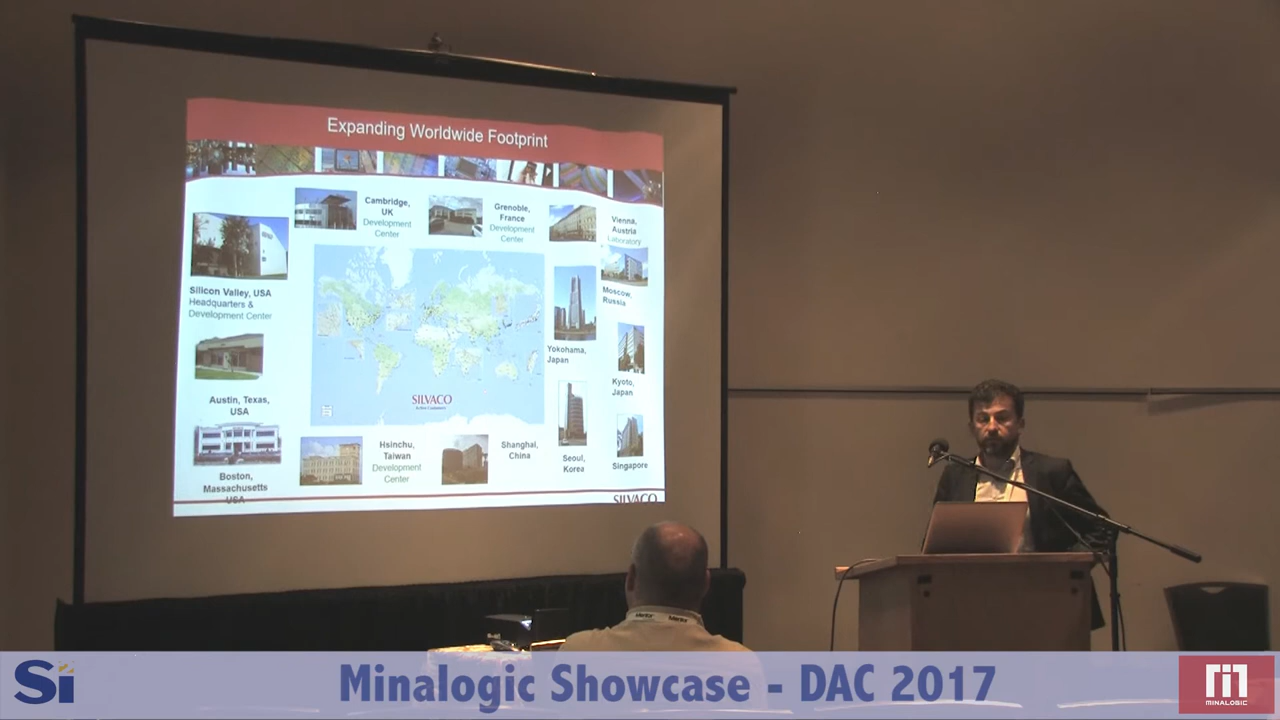 Expanding Worldwide Footprint
Cambridge,
UK
Development
Center
Grenoble,
France
Development
Center
Vienna,
Austria
Laboratory
Silicon Valley, USA
Headquarters &
Development Center
Moscow,
Russia
Yokohama,
Japan
Kyoto,
Japan
Austin, Texas,
USA
SILVACO
Hsinchu,
Taiwan
Development
Center
Shanghai,
China
Seoul,
Korea
Singapore
Boston,
Massachusetts
USA
SILVACO
Mentor Mentor
Si
Minalogic Showcase - DAC 2017
MINALOGIC